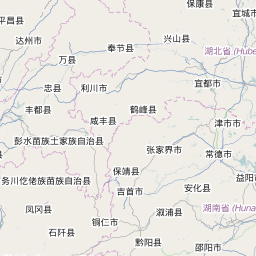 保康县
宜城市
平昌县
达州市
兴山县
奉节县
湖北省 (Hube
万县
忠县
利川市
宜都市
丰都县
鹤峰县
咸丰县
津市市
彭水苗族土家族自治县
张家界市
常德市
保靖县
益阳
务川仡佬族苗族自治县
吉首市
安化县
凤冈县
溆浦县
湖南省 (Huna
铜仁市
石阡县
黔阳县
邵阳市